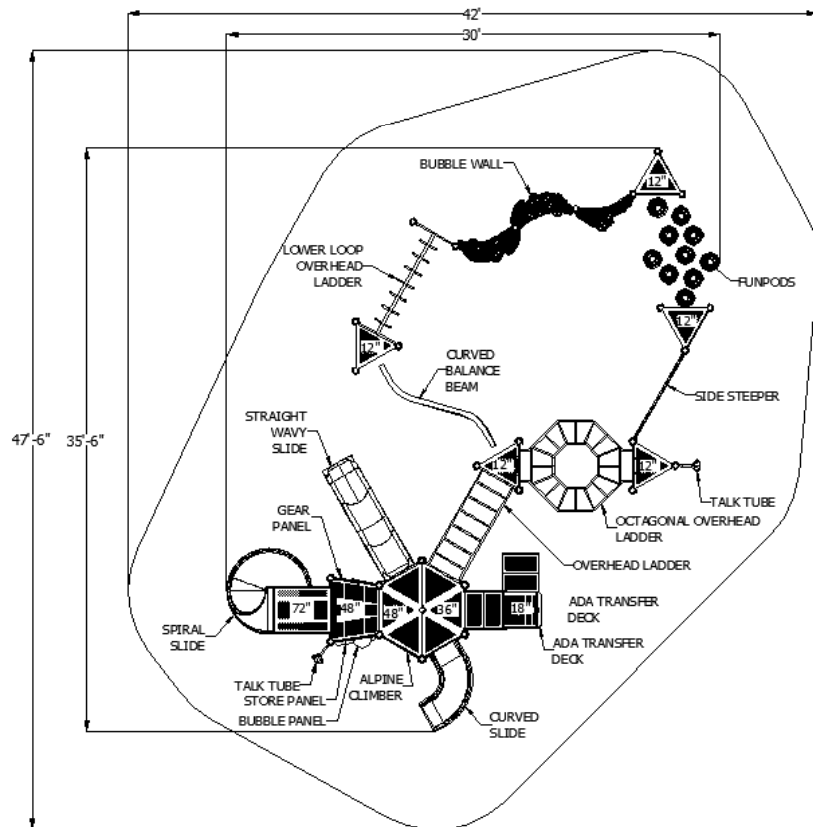 42'
30'
BUBBLE WALL
12"
LOWER LOOP
OVERHEAD
LADDER
FUNPODS
12"
12"
CURVED
BALANCE
BEAM
SIDE STEEPER
47'-6"
35'-6"
STRAIGHT
WAVY
SLIDE
12"
12"
TALK TUBE
GEAR
PANEL
OCTAGONAL OVERHEAD
LADDER
OVERHEAD LADDER
72"
48"
48"
36"
18"
ADA TRANSFER
DECK
SPIRAL
SLIDE
ADA TRANSFER
DECK
TALK TUBE
STORE PANEL
BUBBLE PANEL
ALPINE
CLIMBER
CURVED
SLIDE